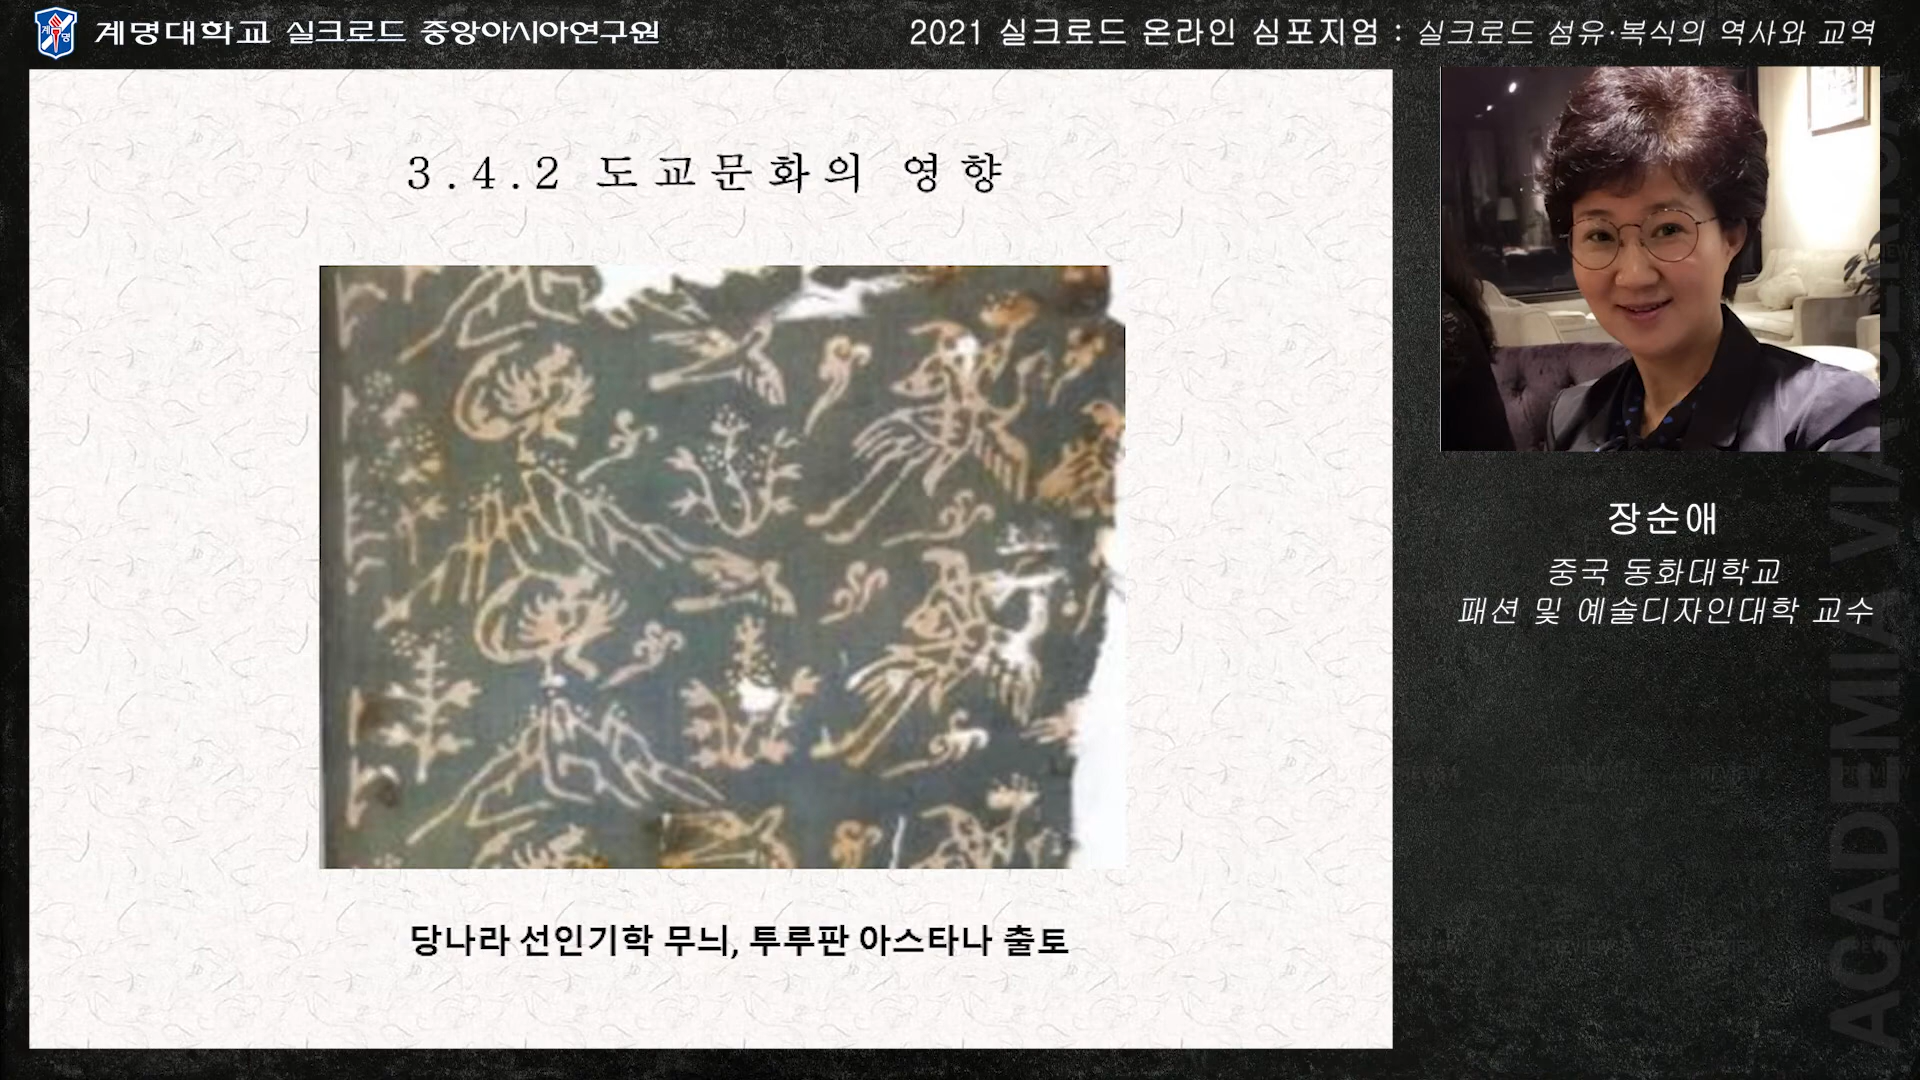 계명대학교 실크로드 중앙아시아연구원
2021 실크로드 온라인 심포지엄 : 실크로드 섬유·복식의 역사와 교역
3.4.2 도교문화의 영향
당나라 선인기학 무늬, 투루판 아스타나 출토
장순애
중국 동화대학교
패션 및 예술디자인대학 교수
ACADEMIA VIA